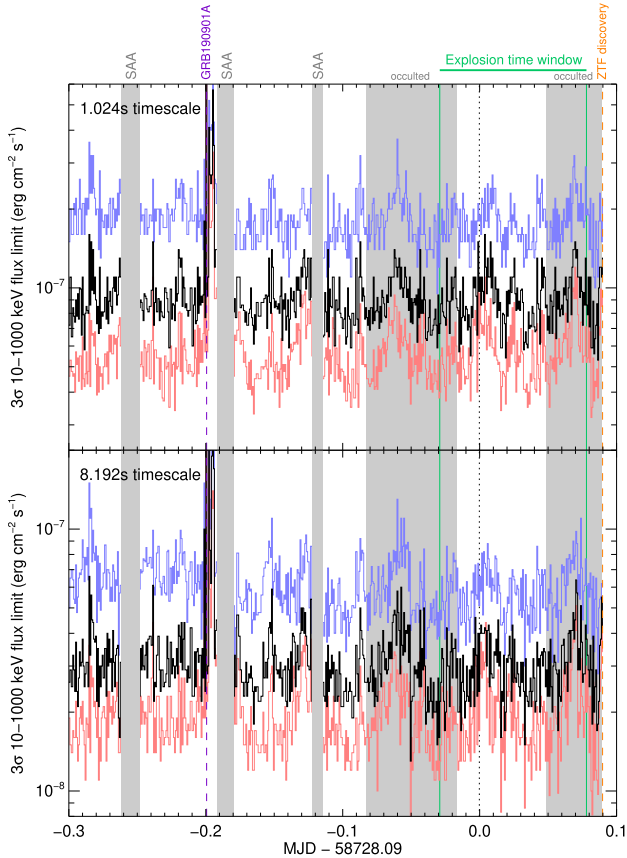 SAA
GRB190901A
SAA
SAA
Explosion time window
occulted
occulted
ZTF discovery
1.024s timescale
3σ 10−1000 keV flux limit (erg cm−2 s−1)
10−7
8.192s timescale
3σ 10−1000 keV flux limit (erg cm−2 s−1)
10−7
10−8
−0.3 −0.2 −0.1 0.0 0.1
MJD − 58728.09